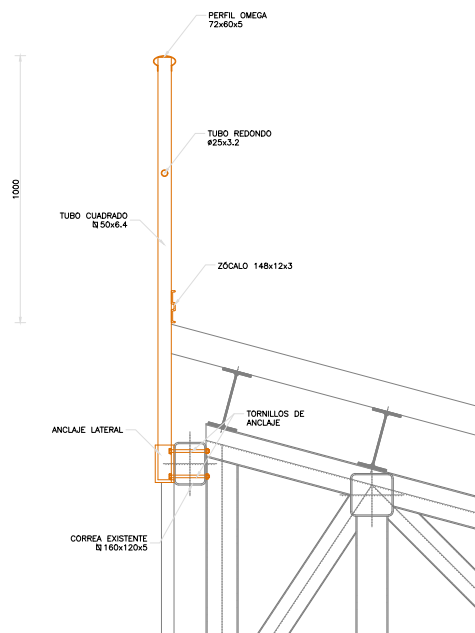 PERFIL OMEGA
72x60x5
TUBO REDONDO
ø25x3.2
1000
TUBO CUADRADO
50x6.4
ZÓCALO 148x12x3
TORNILLOS DE
ANCLAJE
ANCLAJE LATERAL
CORREA EXISTENTE
160x120x5